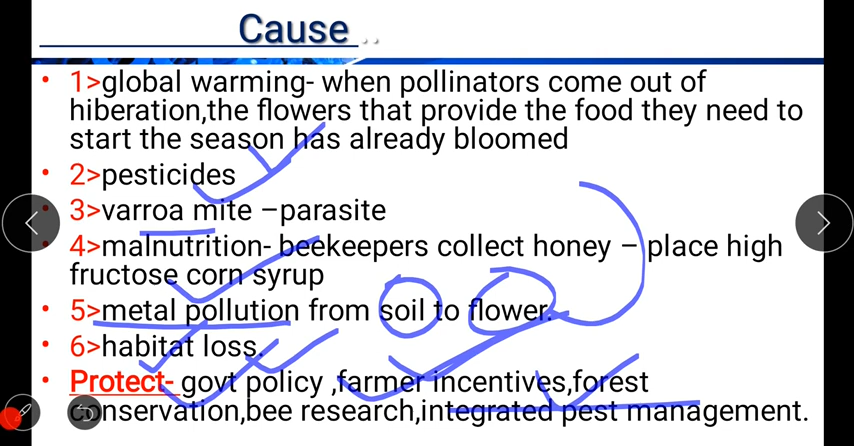 Cause ..
• 1>global warming- when pollinators come out of
hiberation,the flowers that provide the food they need to
start the season has already bloomed
• 2>pesticides
• 3>varroa mite –parasite
• 4>malnutrition- beekeepers collect honey – place high
fructose corn syrup
• 5>metal pollution from soil to flower.
• 6>habitat loss.
• Protect- govt policy ,farmer incentives,forest
conservation,bee research,integrated pest management.